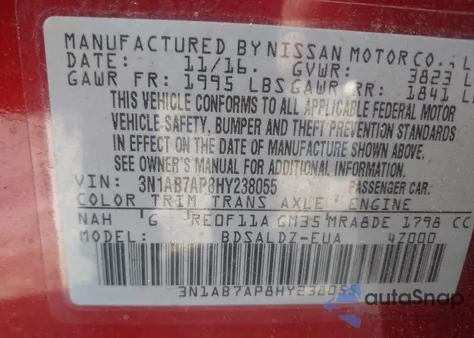 MANUFACTURED BY NISSAN MOTOR CO., L
DATE: 11/16. GVWR: 3823 L
GAWR FR: 1995 LBS GAWR RR: 1841 L
THIS VEHICLE CONFORMS TO ALL APPLICABLE FEDERAL MOTOR
VEHICLE SAFETY, BUMPER AND THEFT PREVENTION STANDARDS
IN EFFECT ON THE DATE OF MANUFACTURE SHOWN ABOVE.
SEE OWNER'S MANUAL FOR ADDITIONAL INFORMATION.
VIN: 3N1AB7AP8HY238055 PASSENGER CAR.
COLOR TRIM TRANS AXLE ENGINE
NAH G RE0F11A GM35 MRA8DE 1798 CC
MODEL: BDSALDZ-EUA 4Z000
3N1AB7AP8HY238055
autoSnap